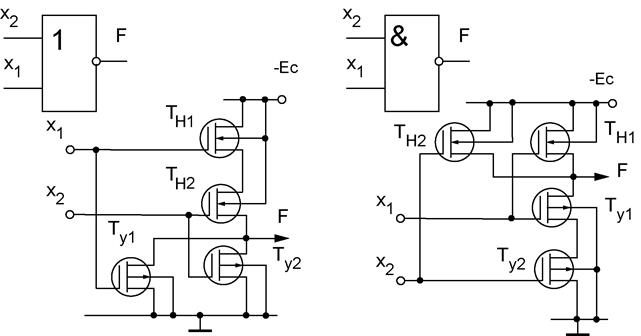 x2 F x2 F
1 &
x1 x1
-Ec -Ec
TH1 TH2 TH1
x1
TH2 F
x2 F x1 Ty1
Ty1 Ty2 x2 Ty2